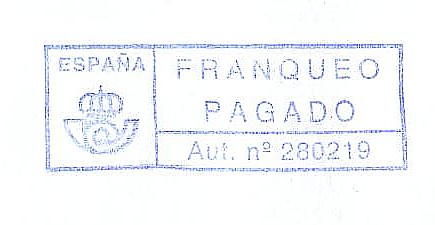 ESPAÑA
FRANQUEO
PAGADO
Aut. nº 280219